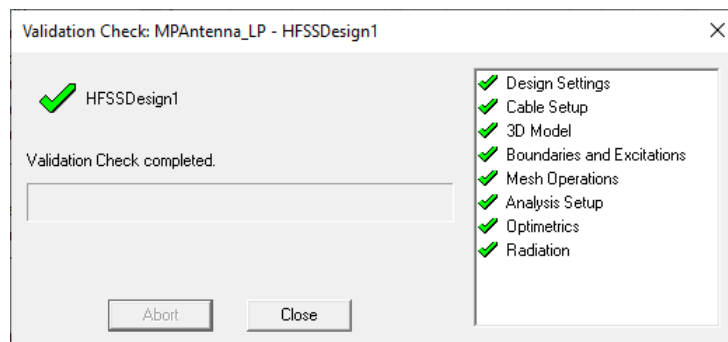 Validation Check: MPAntenna_LP - HFSSDesign1
HFSSDesign1
Validation Check completed.
Abort
Close
Design Settings
Cable Setup
3D Model
Boundaries and Excitations
Mesh Operations
Analysis Setup
Optimetrics
Radiation